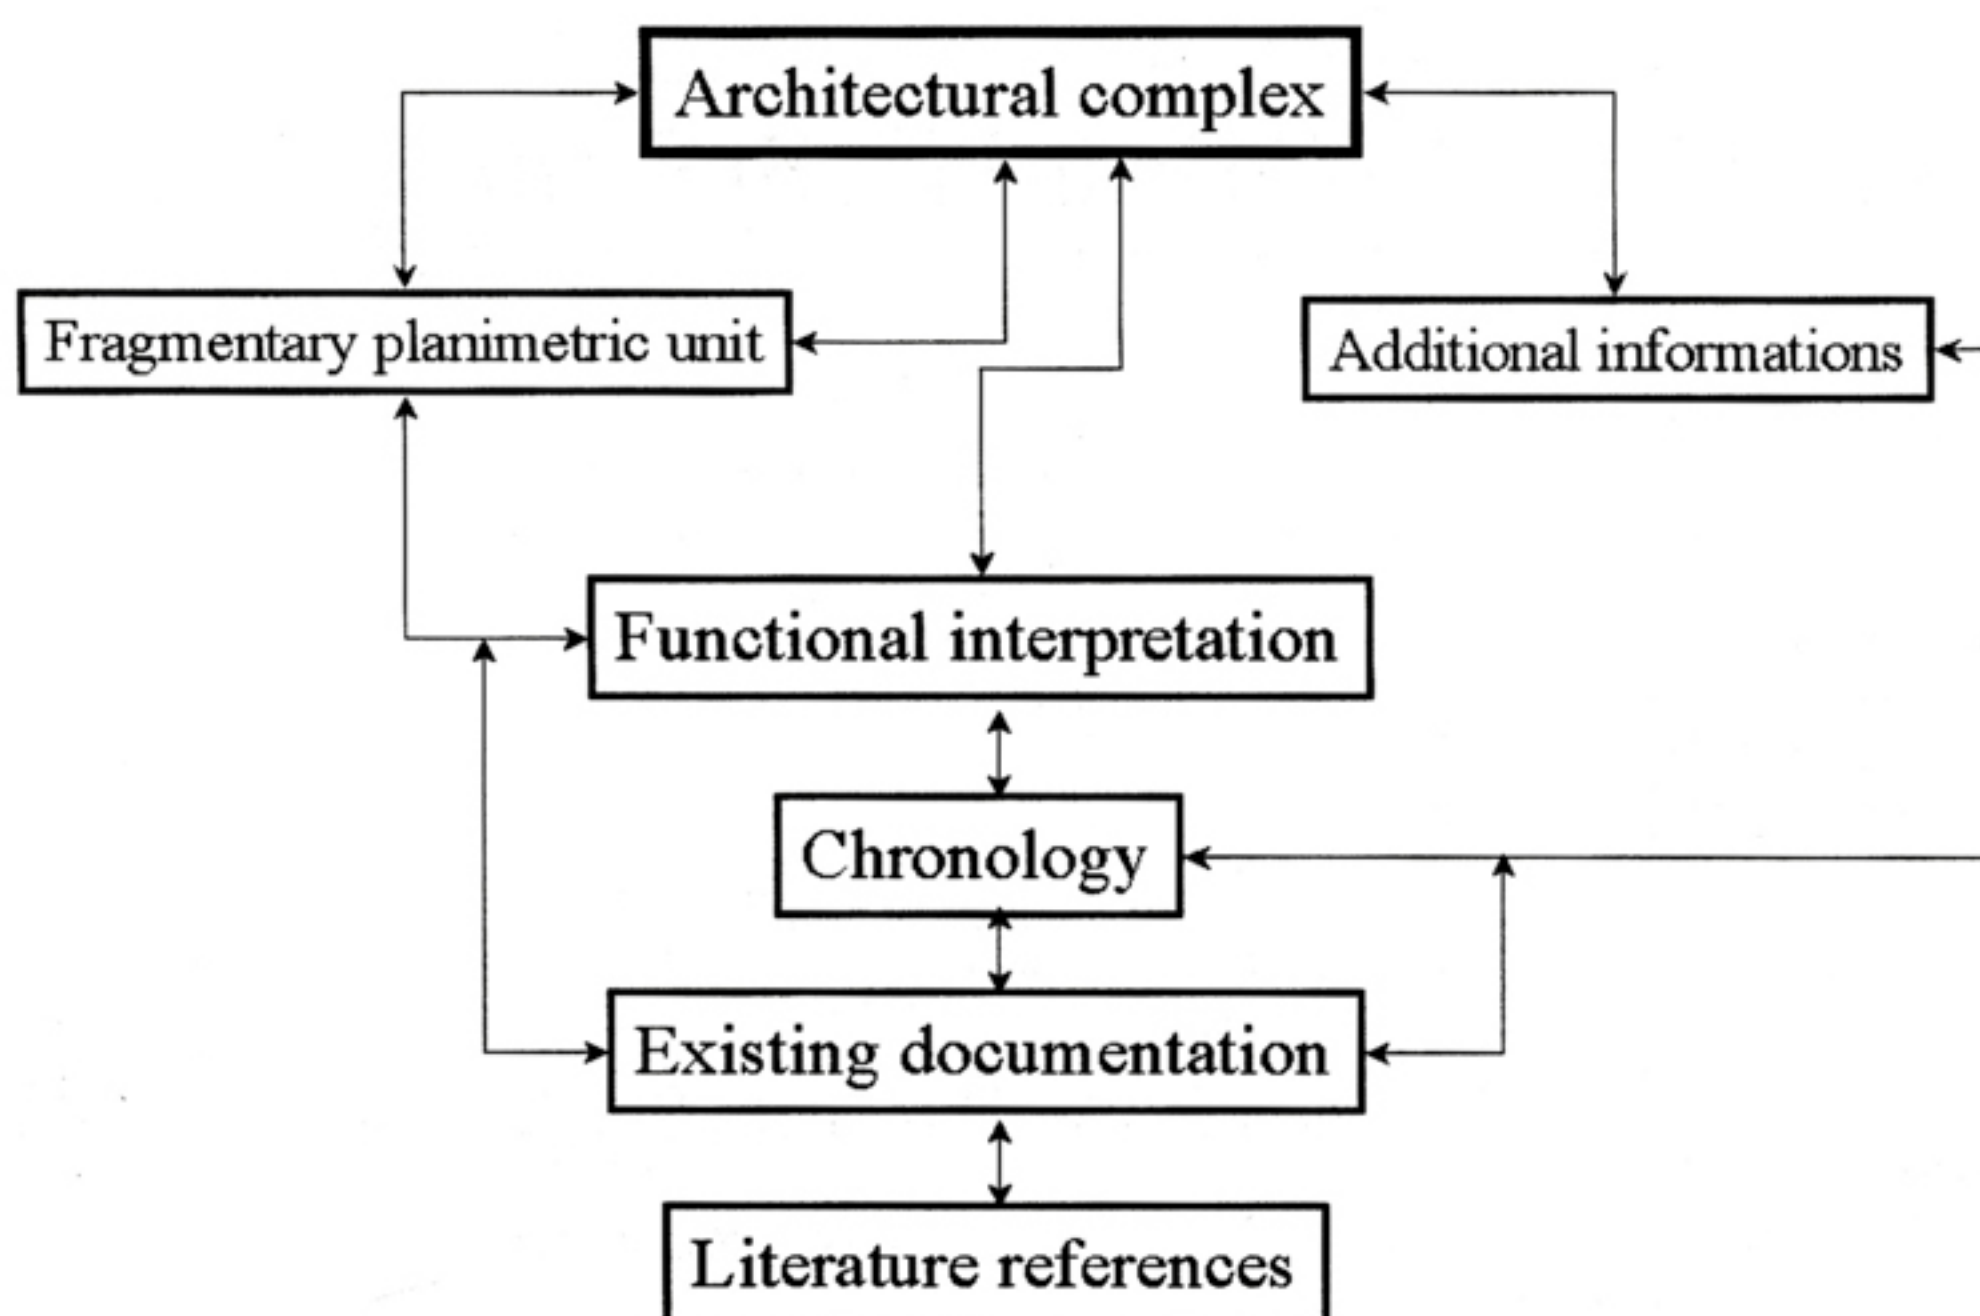 Architectural complex
Fragmentary planimetric unit
Additional informations
Functional interpretation
Chronology
Existing documentation
Literature references